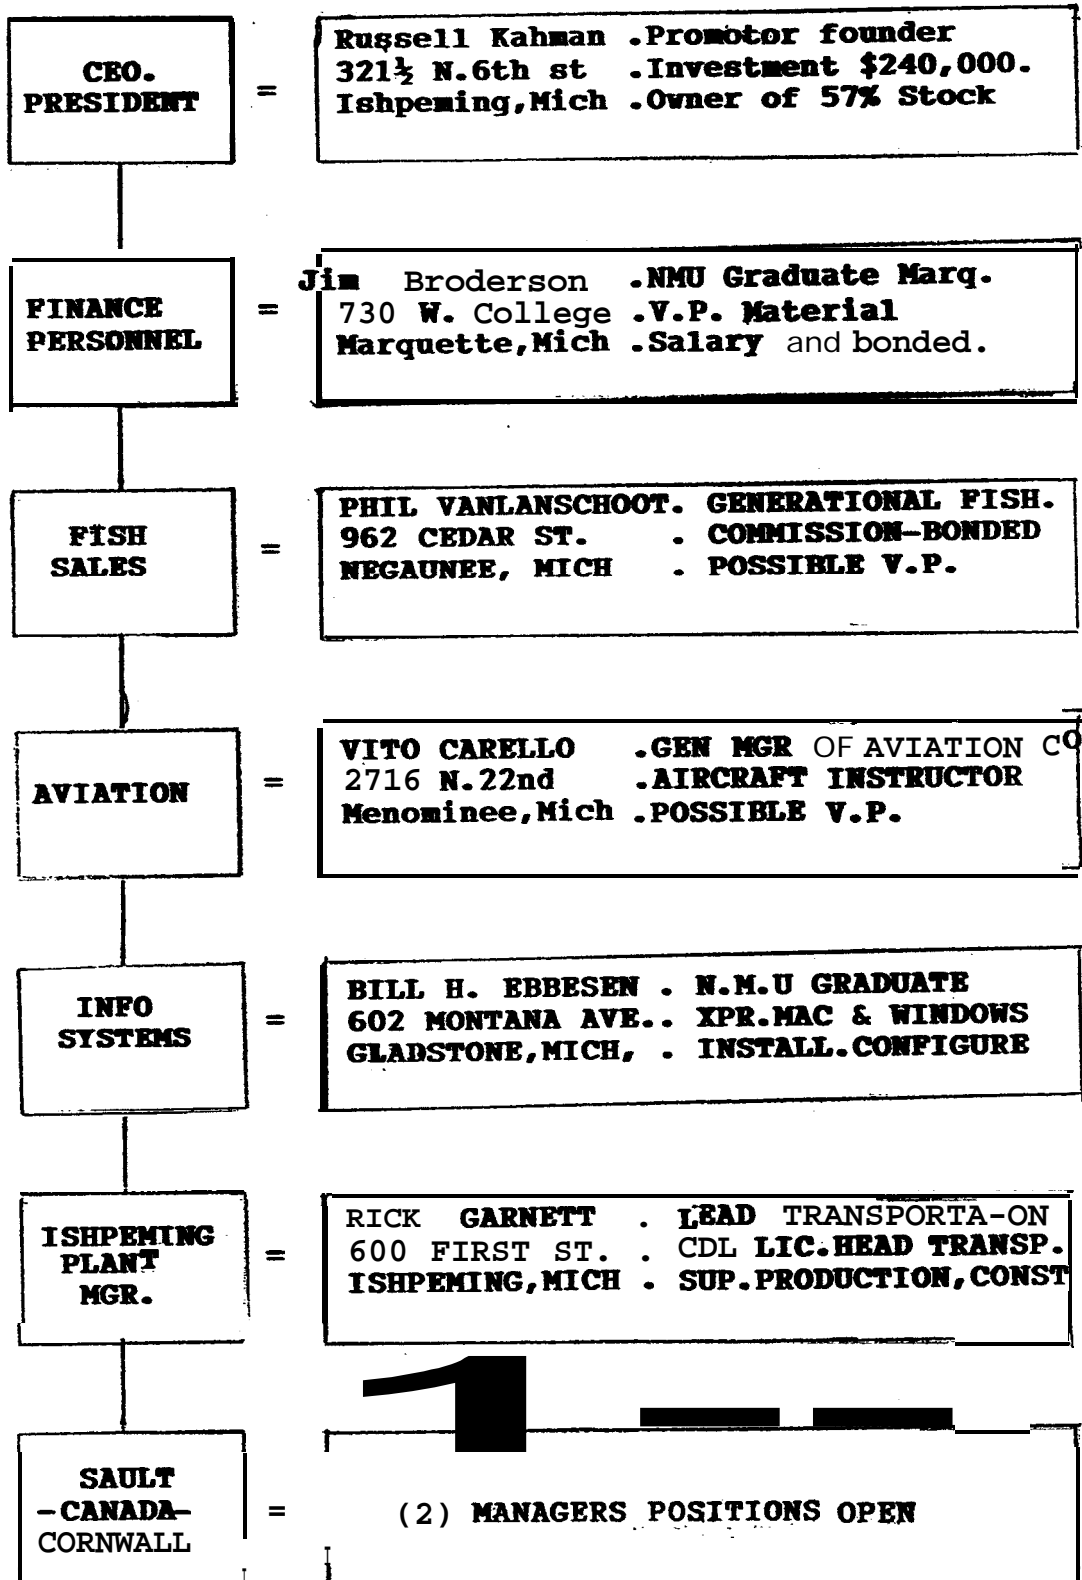 CEO.
PRESIDENT
=
Russell Kahman .Promotor founder
321½ N.6th st .Investment $240,000.
Ishpeming,Mich .Owner of 57% Stock
FINANCE
PERSONNEL
=
Jim Broderson .NMU Graduate Marq.
730 W. College .V.P. Material
Marquette,Mich .Salary and bonded.
FISH
SALES
=
PHIL VANLANSCHOOT. GENERATIONAL FISH.
962 CEDAR ST. . COMMISSION-BONDED
NEGAUNEE, MICH . POSSIBLE V.P.
AVIATION
=
VITO CARELLO .GEN MGR OF AVIATION CO
2716 N.22nd .AIRCRAFT INSTRUCTOR
Menominee,Mich .POSSIBLE V.P.
INFO
SYSTEMS
=
BILL H. EBBESEN . N.M.U GRADUATE
602 MONTANA AVE.. XPR.MAC & WINDOWS
GLADSTONE,MICH, . INSTALL.CONFIGURE
ISHPEMING
PLANT
MGR.
=
RICK GARNETT . LEAD TRANSPORTA-ON
600 FIRST ST. . CDL LIC.HEAD TRANSP.
ISHPEMING,MICH . SUP.PRODUCTION,CONST
1--
SAULT
-CANADA-
CORNWALL
=
(2) MANAGERS POSITIONS OPEN